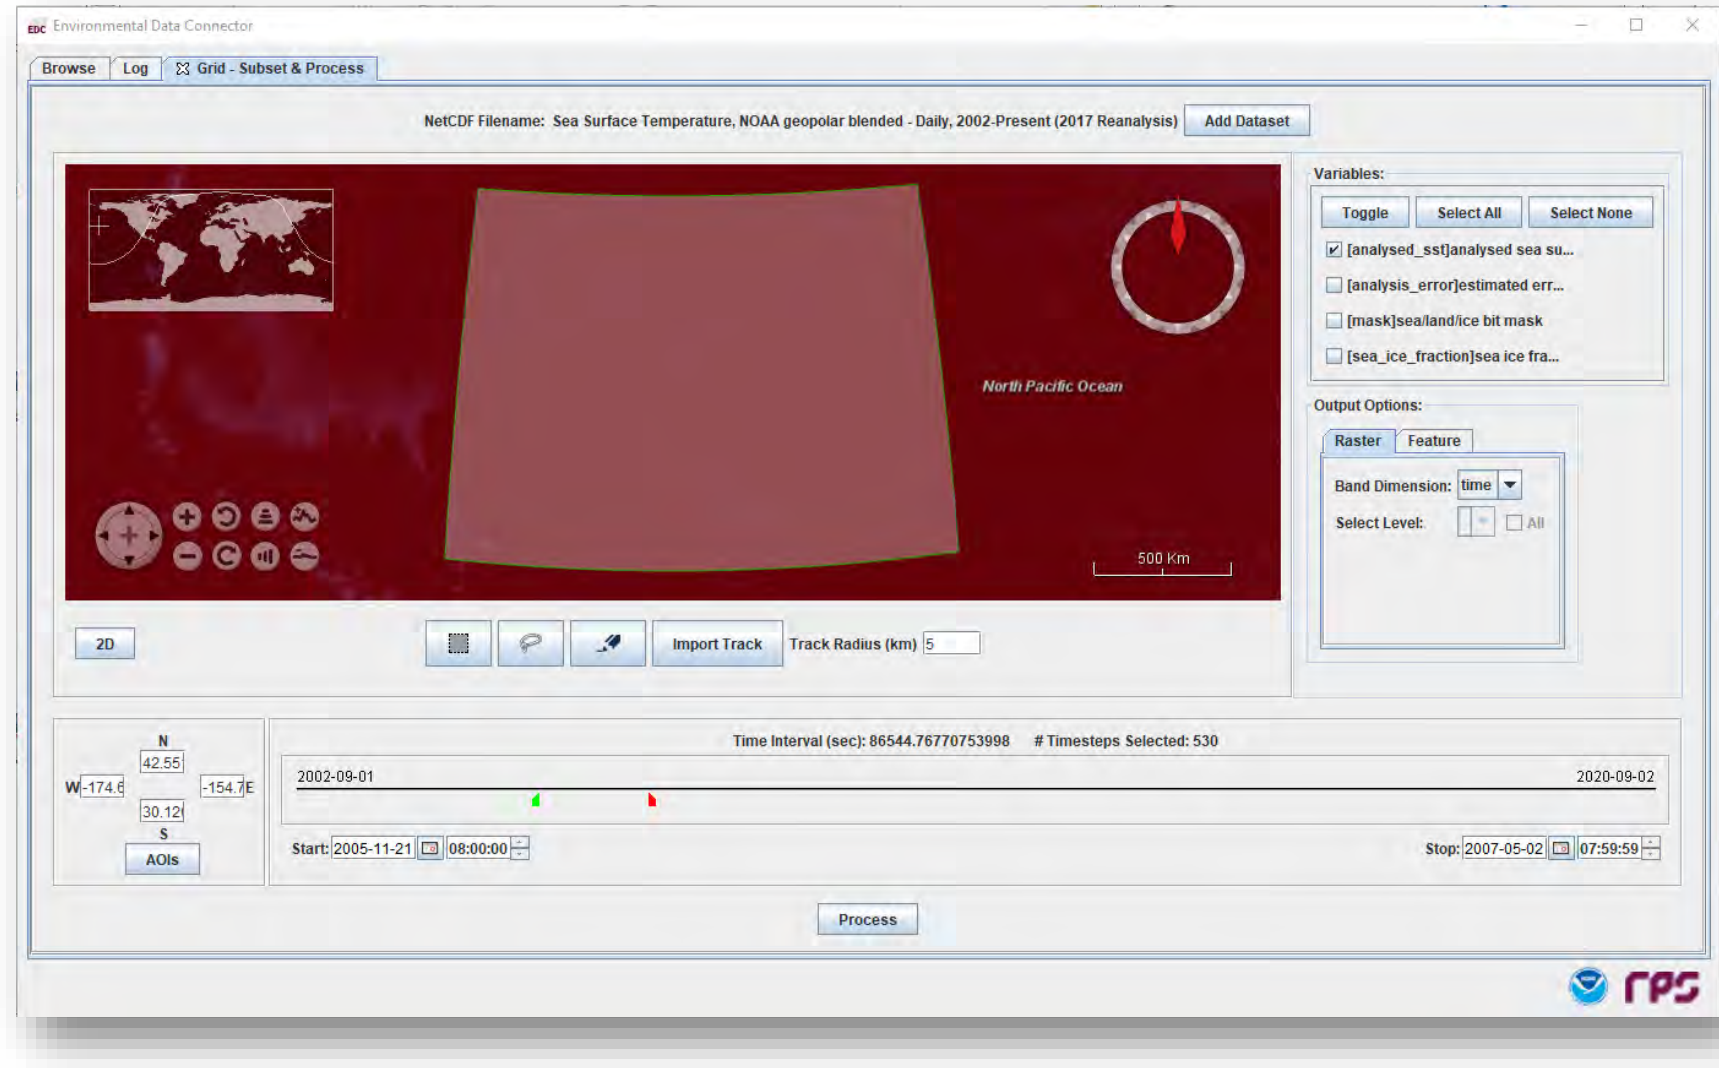 EDC Environmental Data Connector
Browse Log Grid - Subset & Process
NetCDF Filename: Sea Surface Temperature, NOAA geopolar blended - Daily, 2002-Present (2017 Reanalysis) Add Dataset
Variables:
Toggle Select All Select None
[analysed_sst]analysed sea su...
[analysis_error]estimated err...
[mask]sea/land/ice bit mask
[sea_ice_fraction]sea ice fra...
North Pacific Ocean
500 Km
Output Options:
Raster Feature
Band Dimension: time
Select Level: All
2D Import Track Track Radius (km) 5
N
42.55
W -174.6 -154.7 E
30.12
S
AOIs
Time Interval (sec): 86544.76770753998 # Timesteps Selected: 530
2002-09-01 2020-09-02
Start: 2005-11-21 08:00:00 Stop: 2007-05-02 07:59:59
Process
rps